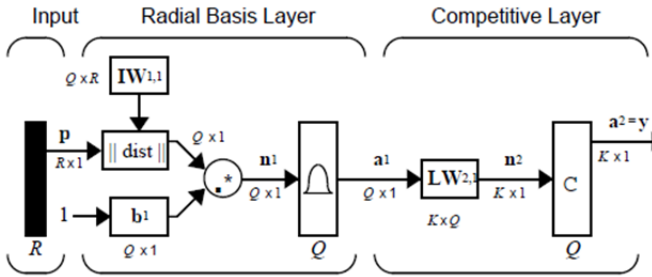 Input Radial Basis Layer Competitive Layer
Q x R IW1,1
p
R x 1
|| dist ||
Q x 1
.*
n1
Q x 1
a1
Q x 1
LW2,1
K x Q
n2
K x 1
C
a2 = y
K x 1
1
b1
Q x 1
R Q Q